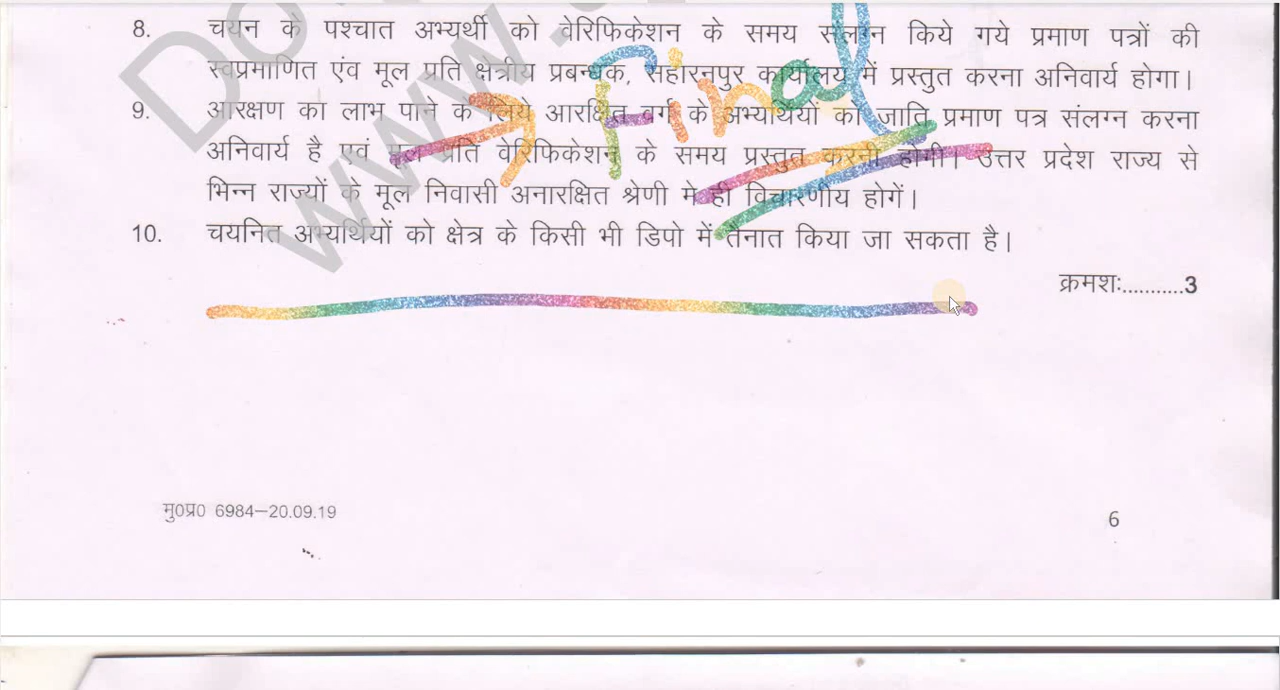 8. चयन के पश्चात अभ्यर्थी को वेरिफिकेशन के समय संलग्न किये गये प्रमाण पत्रों की
स्वप्रमाणित एंव मूल प्रति क्षत्रीय प्रबन्धक, सहारनपुर कार्यालय में प्रस्तुत करना अनिवार्य होगा।
9. आरक्षण का लाभ पाने के लिये आरक्षित वर्ग के अभ्यर्थियों को जाति प्रमाण पत्र संलग्न करना
अनिवार्य है एवं मूल प्रति वेरिफिकेशन के समय प्रस्तुत करनी होगी। उत्तर प्रदेश राज्य से
भिन्न राज्यों के मूल निवासी अनारक्षित श्रेणी मे ही विचारणीय होगें।
10. चयनित अभ्यर्थियों को क्षेत्र के किसी भी डिपो में तैनात किया जा सकता है।
क्रमशः...........3
Final
मु0प्र0 6984–20.09.19
6
www.